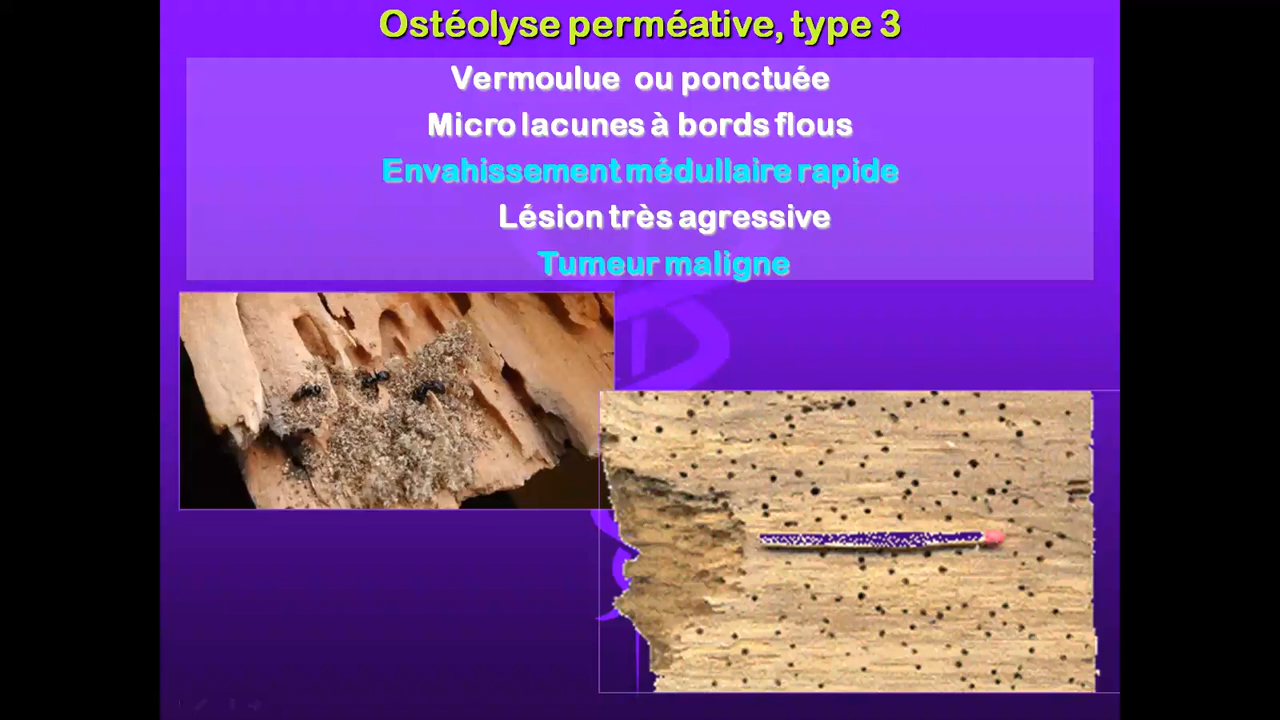 Ostéolyse perméative, type 3
Vermoulue ou ponctuée
Micro lacunes à bords flous
Envahissement médullaire rapide
Lésion très agressive
Tumeur maligne